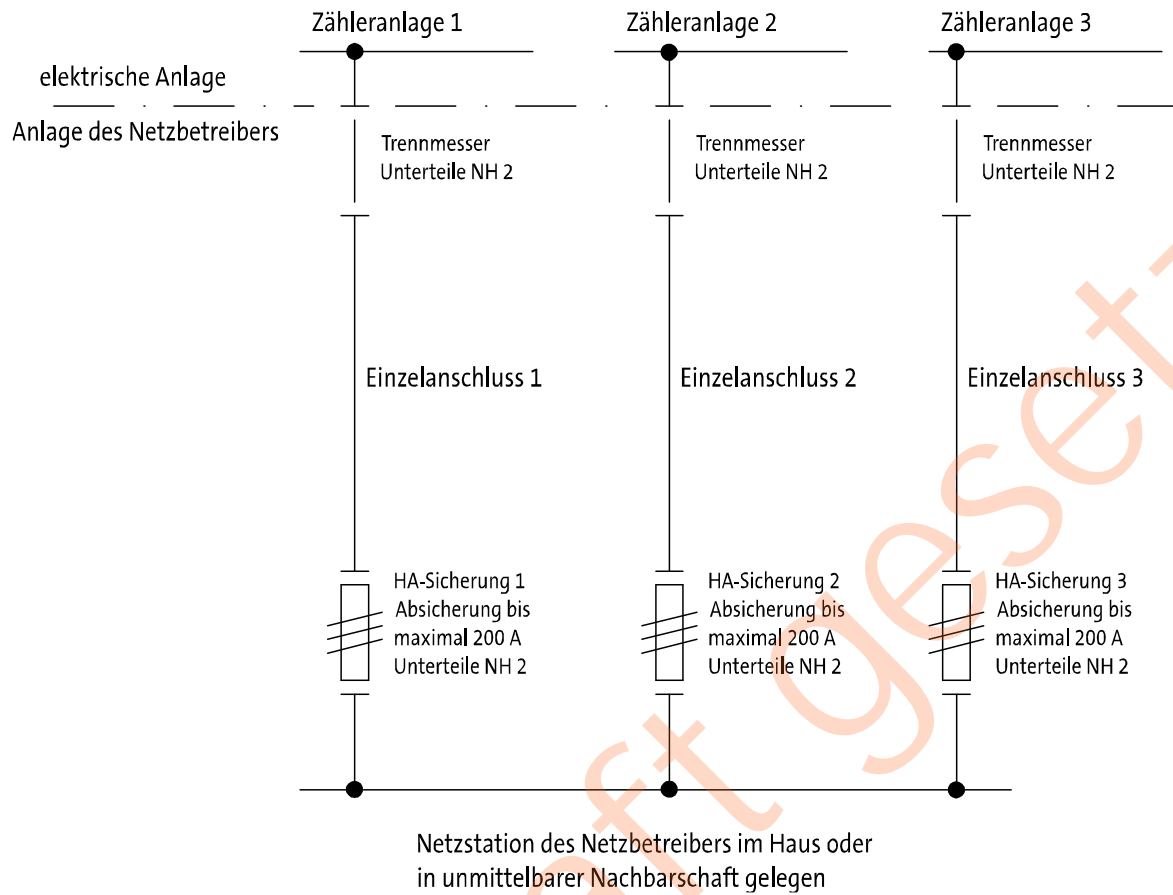 Zähleranlage 1
Zähleranlage 2
Zähleranlage 3
elektrische Anlage
Anlage des Netzbetreibers
Trennmesser
Unterteile NH 2
Trennmesser
Unterteile NH 2
Trennmesser
Unterteile NH 2
Einzelanschluss 1
Einzelanschluss 2
Einzelanschluss 3
HA-Sicherung 1
Absicherung bis
maximal 200 A
Unterteile NH 2
HA-Sicherung 2
Absicherung bis
maximal 200 A
Unterteile NH 2
HA-Sicherung 3
Absicherung bis
maximal 200 A
Unterteile NH 2
Netzstation des Netzbetreibers im Haus oder
in unmittelbarer Nachbarschaft gelegen